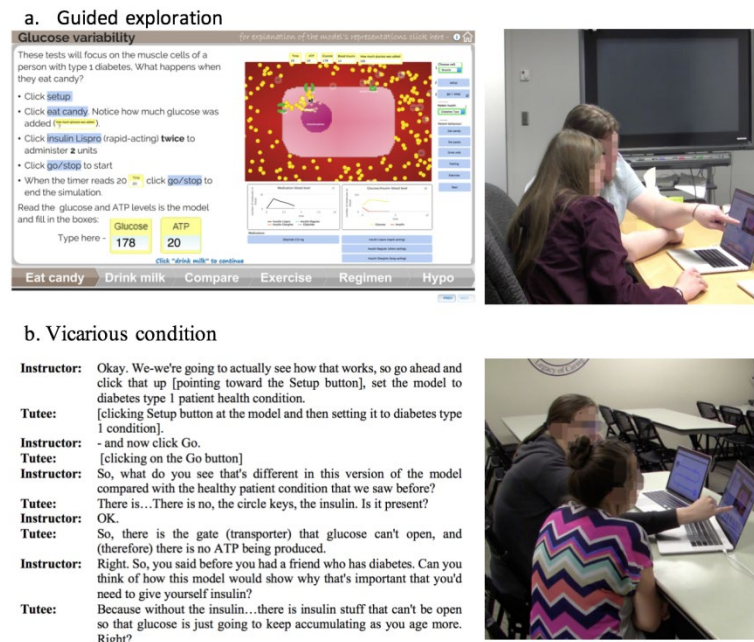 a. Guided exploration
Glucose variability
for explanation of the model's representations click here -
These tests will focus on the muscle cells of a
person with type 1 diabetes. What happens when
they eat candy?
• Click setup
• Click eat candy. Notice how much glucose was
added ( ).
• Click insulin Lispro (rapid-acting) twice to
administer 2 units
• Click go/stop to start
• When the timer reads 20 click go/stop to
end the simulation.
Read the glucose and ATP levels is the model
and fill in the boxes:
Glucose ATP
Type here - 178 20
Click "drink milk" to continue
Eat candy Drink milk Compare Exercise Regimen Hypo
b. Vicarious condition
Instructor: Okay. We-we're going to actually see how that works, so go ahead and
click that up [pointing toward the Setup button], set the model to
diabetes type 1 patient health condition.
Tutee: [clicking Setup button at the model and then setting it to diabetes type
1 condition].
Instructor: - and now click Go.
Tutee: [clicking on the Go button]
Instructor: So, what do you see that's different in this version of the model
compared with the healthy patient condition that we saw before?
Tutee: There is…There is no, the circle keys, the insulin. Is it present?
Instructor: OK.
Tutee: So, there is the gate (transporter) that glucose can't open, and
(therefore) there is no ATP being produced.
Instructor: Right. So, you said before you had a friend who has diabetes. Can you
think of how this model would show why that's important that you'd
need to give yourself insulin?
Tutee: Because without the insulin…there is insulin stuff that can't be open
so that glucose is just going to keep accumulating as you age more.
Right?
Legacy of Caring